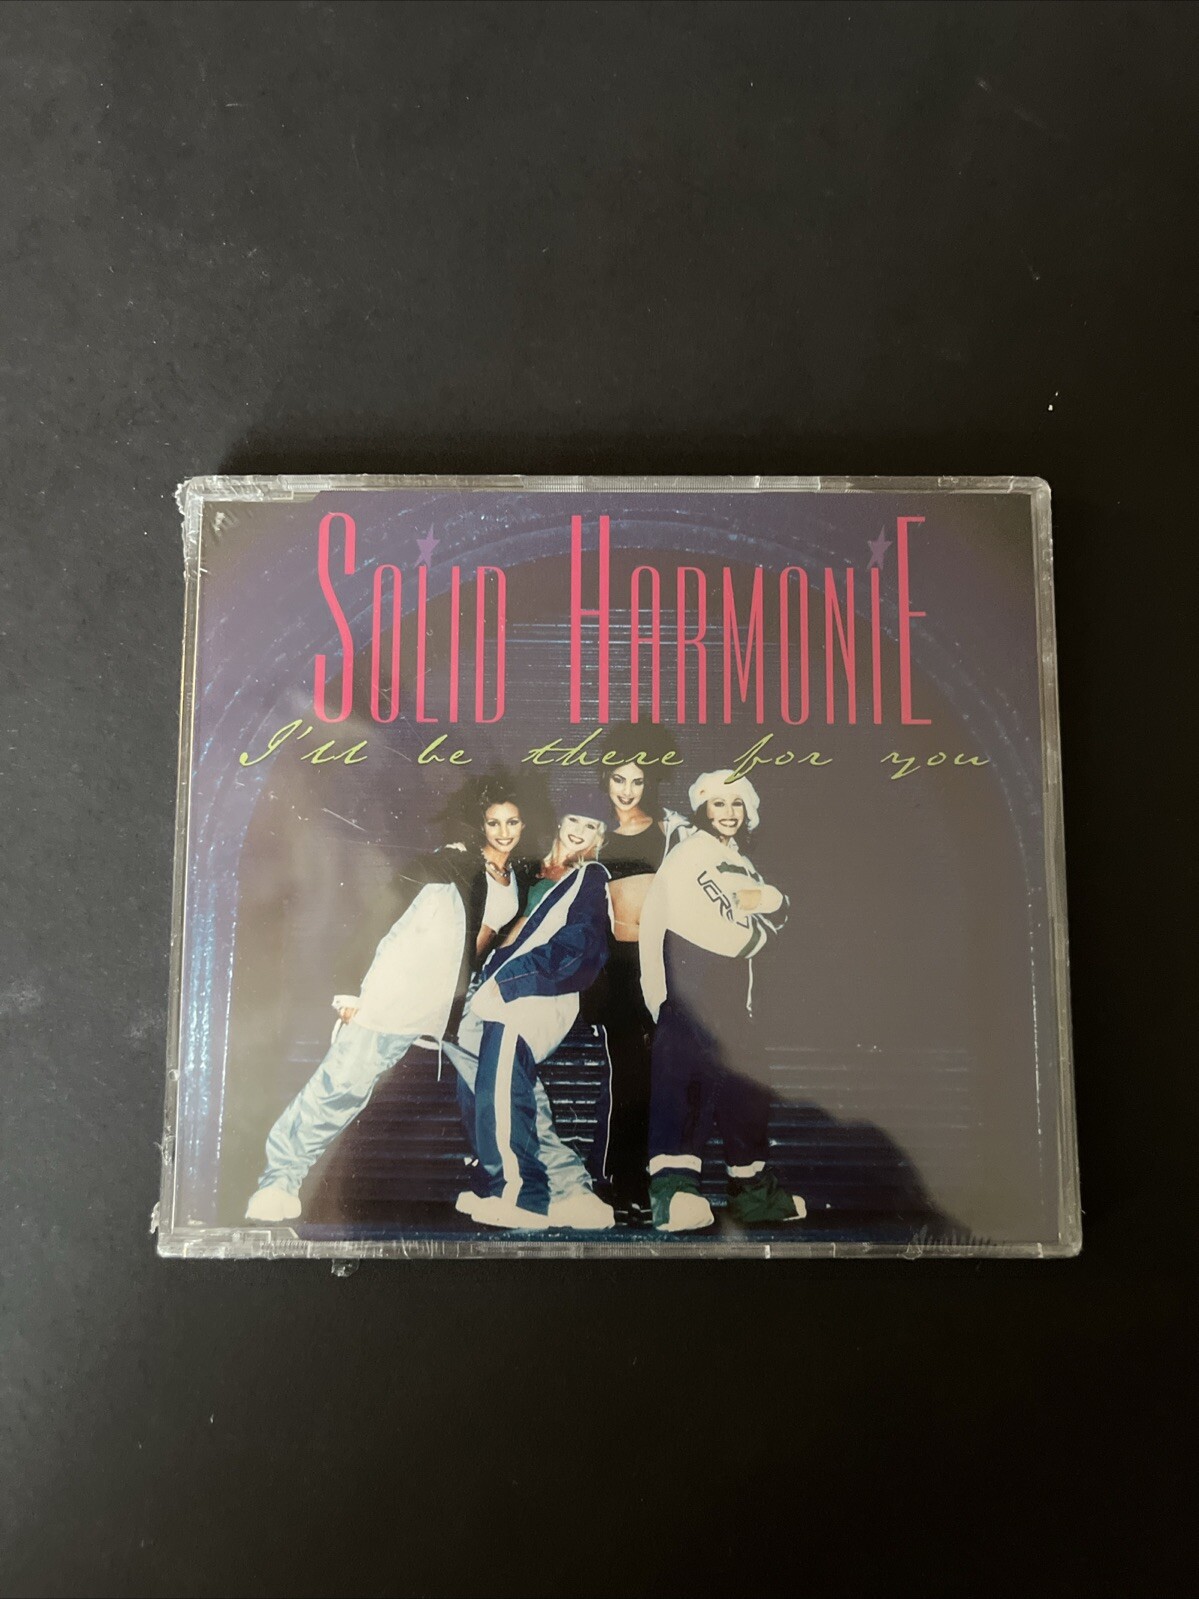 SOLiD HARMONiE
I'll be there for you